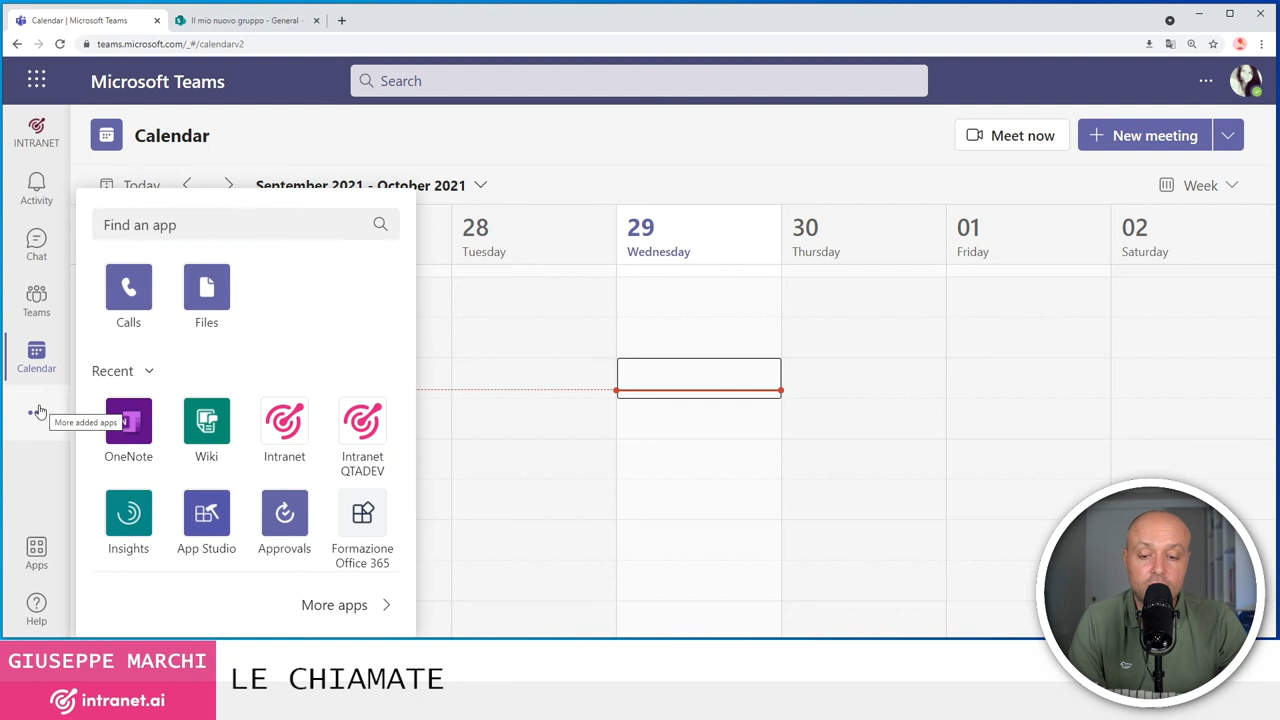 Calendar | Microsoft Teams
Il mio nuovo gruppo - General -
teams.microsoft.com/_#/calendarv2
Microsoft Teams
Search
INTRANET
Activity
Chat
Teams
Calendar
Apps
Help
Calendar
Meet now
New meeting
Today
September 2021 - October 2021
Week
28
Tuesday
29
Wednesday
30
Thursday
01
Friday
02
Saturday
Find an app
Calls
Files
Recent
More added apps
OneNote
Wiki
Intranet
Intranet
QTADEV
Insights
App Studio
Approvals
Formazione
Office 365
More apps
GIUSEPPE MARCHI
intranet.ai
LE CHIAMATE